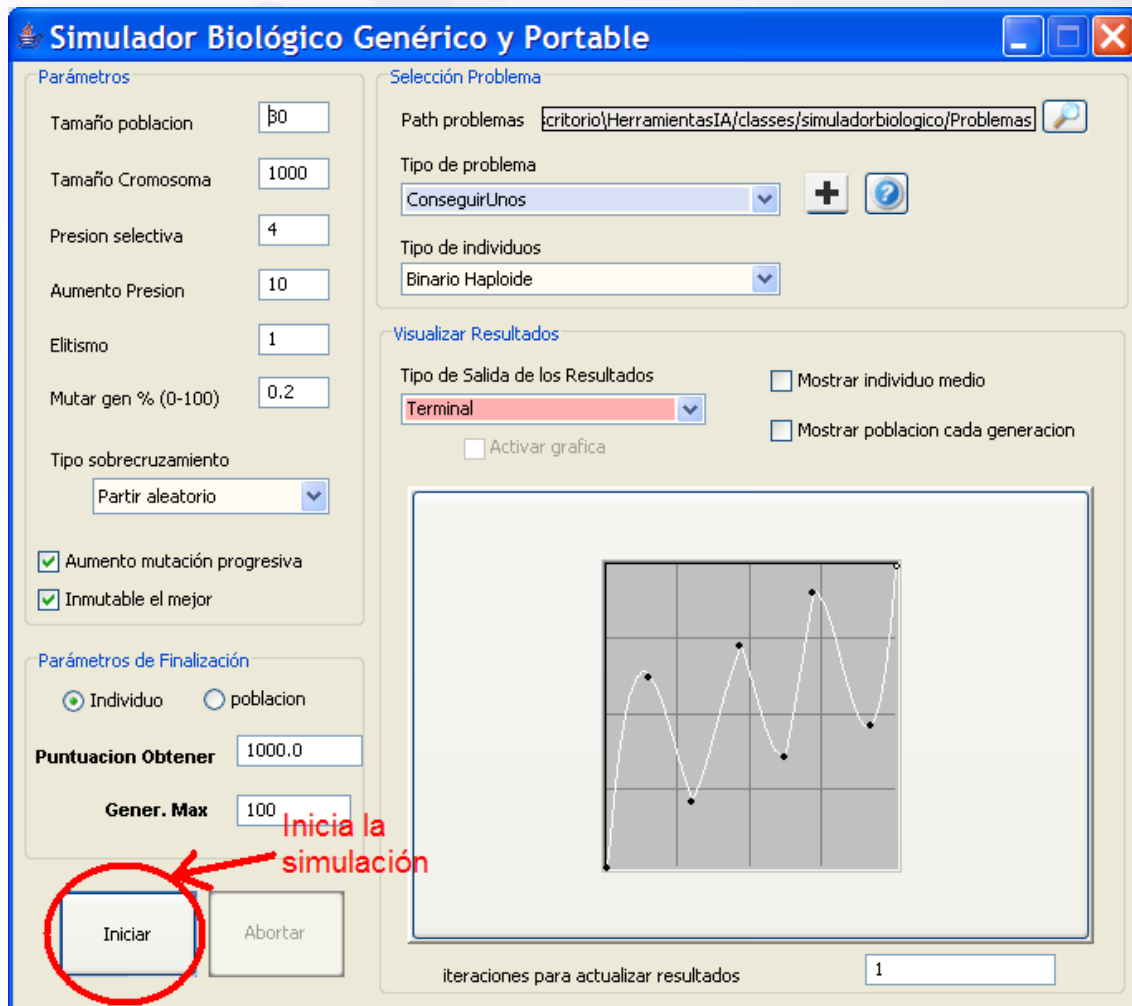 Simulador Biológico Genérico y Portable
Parámetros
Tamaño poblacion 30
Tamaño Cromosoma 1000
Presion selectiva 4
Aumento Presion 10
Elitismo 1
Mutar gen % (0-100) 0.2
Tipo sobrecruzamiento
Partir aleatorio
Aumento mutación progresiva
Inmutable el mejor
Parámetros de Finalización
Individuo poblacion
Puntuacion Obtener 1000.0
Gener. Max 100
Inicia la
simulación
Iniciar Abortar
Selección Problema
Path problemas critorio\HerramientasIA/classes/simuladorbiologico/Problemas
Tipo de problema
ConseguirUnos
Tipo de individuos
Binario Haploide
Visualizar Resultados
Tipo de Salida de los Resultados
Terminal
Activar grafica
Mostrar individuo medio
Mostrar poblacion cada generacion
iteraciones para actualizar resultados 1